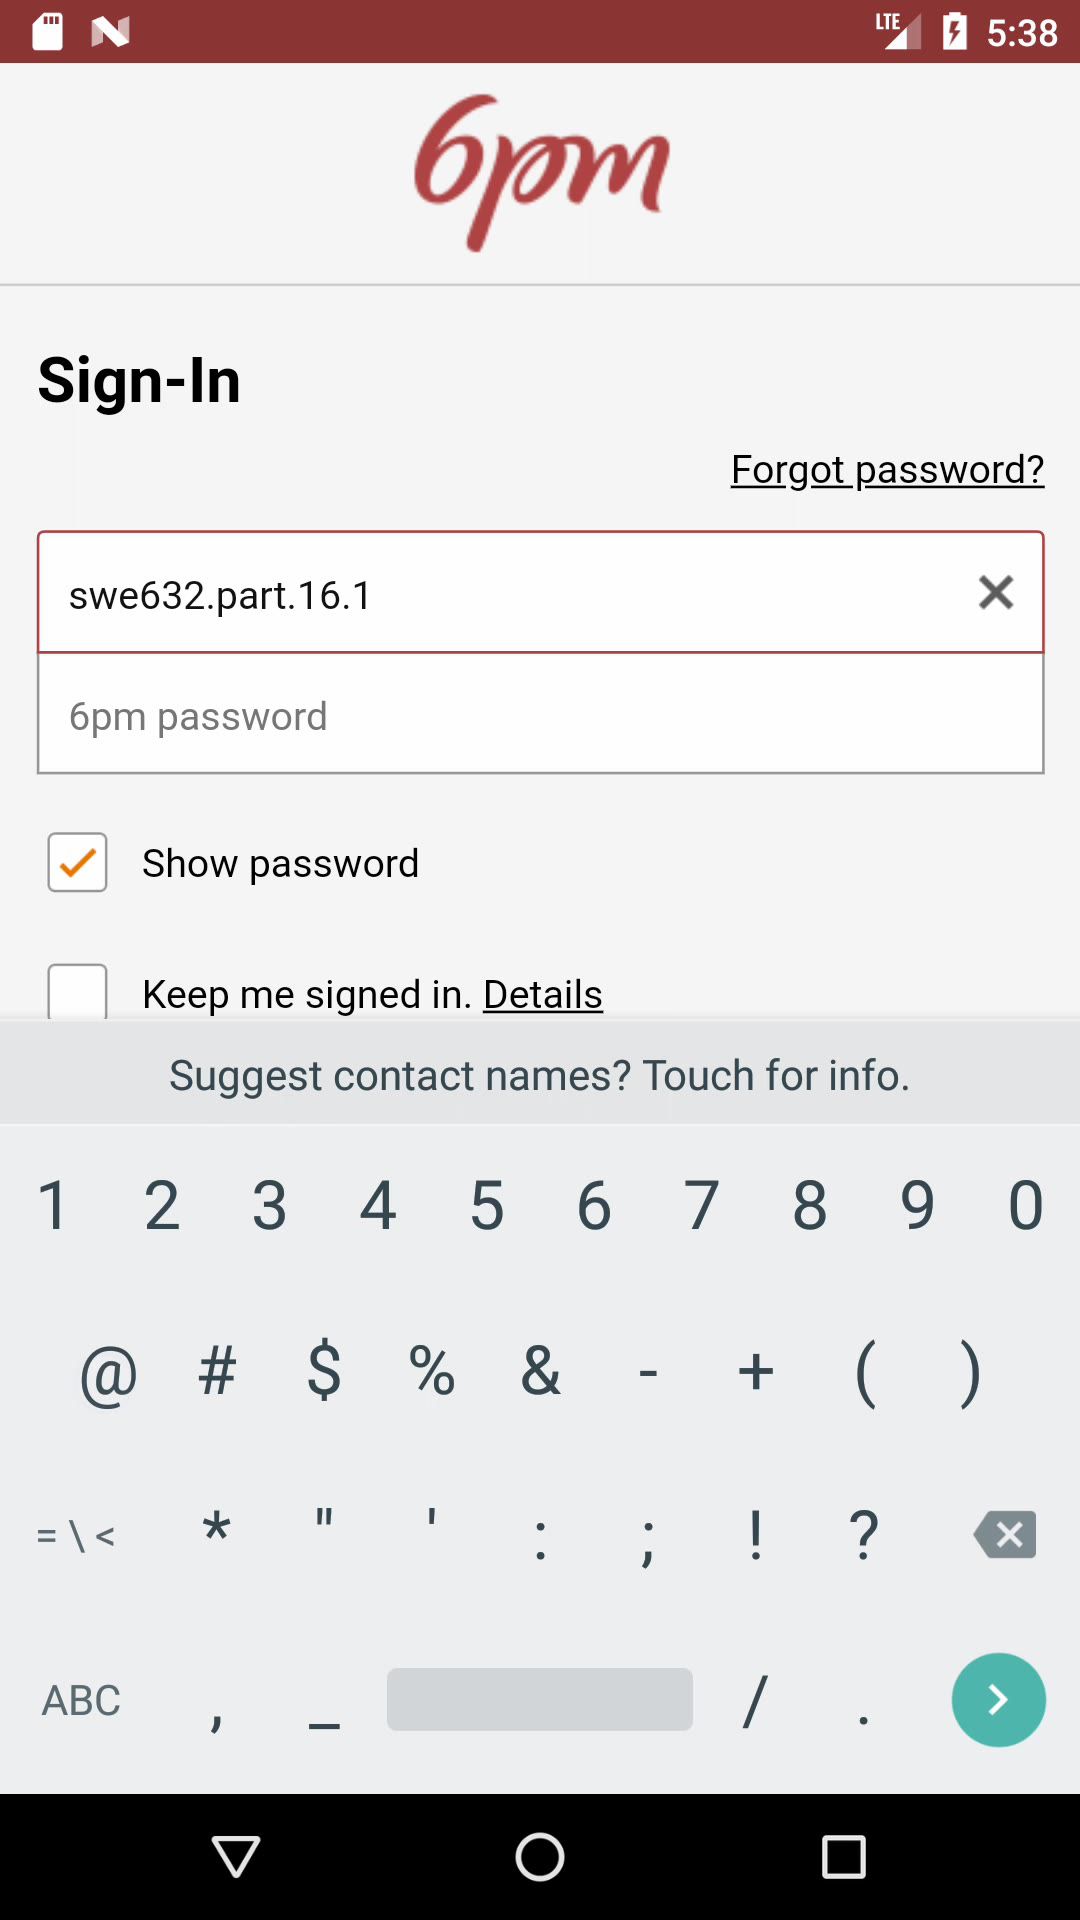 LTE 5:38
6pm
Sign-In
Forgot password?
swe632.part.16.1
6pm password
Show password
Keep me signed in. Details
Suggest contact names? Touch for info.
1 2 3 4 5 6 7 8 9 0
@ # $ % & - + ( )
= \ < * " ' : ; ! ?
ABC , _ / .